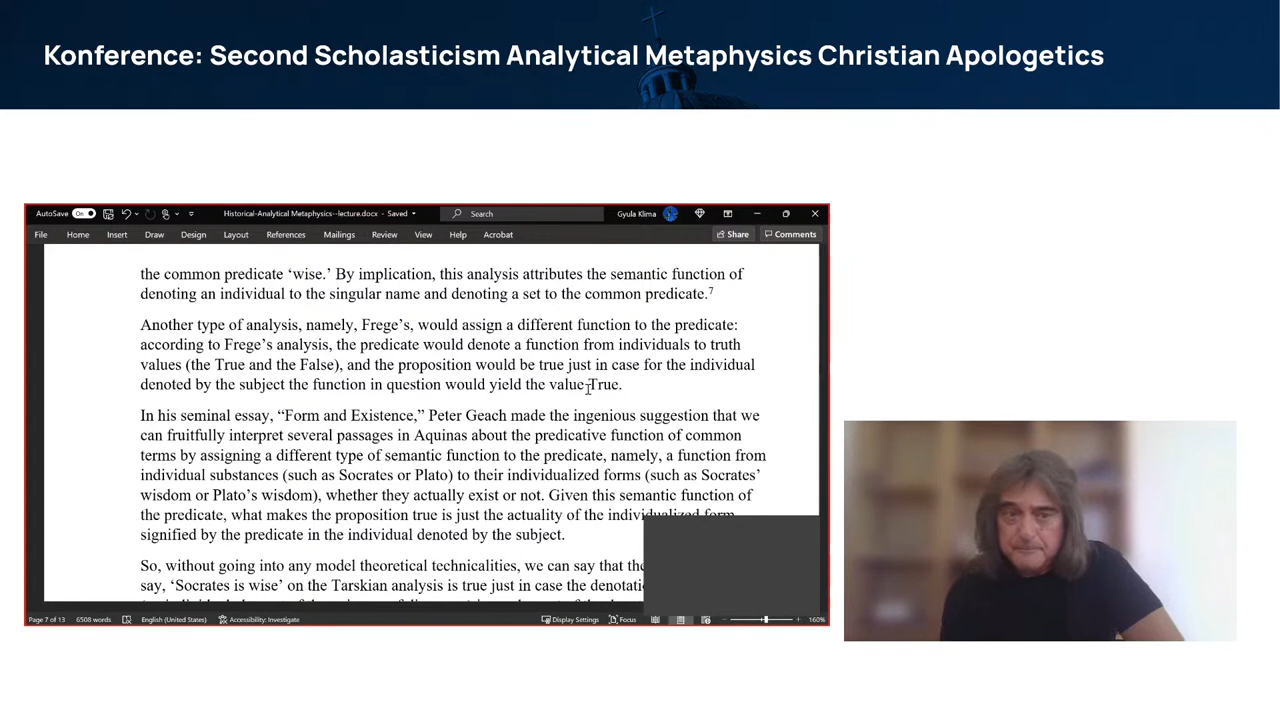 Konference: Second Scholasticism Analytical Metaphysics Christian Apologetics
AutoSave On Historical-Analytical Metaphysics--lecture.docx - Saved Search Gyula Klima
File Home Insert Draw Design Layout References Mailings Review View Help Acrobat Share Comments
the common predicate ‘wise.’ By implication, this analysis attributes the semantic function of
denoting an individual to the singular name and denoting a set to the common predicate.7
Another type of analysis, namely, Frege’s, would assign a different function to the predicate:
according to Frege’s analysis, the predicate would denote a function from individuals to truth
values (the True and the False), and the proposition would be true just in case for the individual
denoted by the subject the function in question would yield the value True.
In his seminal essay, “Form and Existence,” Peter Geach made the ingenious suggestion that we
can fruitfully interpret several passages in Aquinas about the predicative function of common
terms by assigning a different type of semantic function to the predicate, namely, a function from
individual substances (such as Socrates or Plato) to their individualized forms (such as Socrates’
wisdom or Plato’s wisdom), whether they actually exist or not. Given this semantic function of
the predicate, what makes the proposition true is just the actuality of the individualized form
signified by the predicate in the individual denoted by the subject.
So, without going into any model theoretical technicalities, we can say that the
say, ‘Socrates is wise’ on the Tarskian analysis is true just in case the
Page 7 of 13 6508 words English (United States) Accessibility: Investigate Display Settings Focus 160%